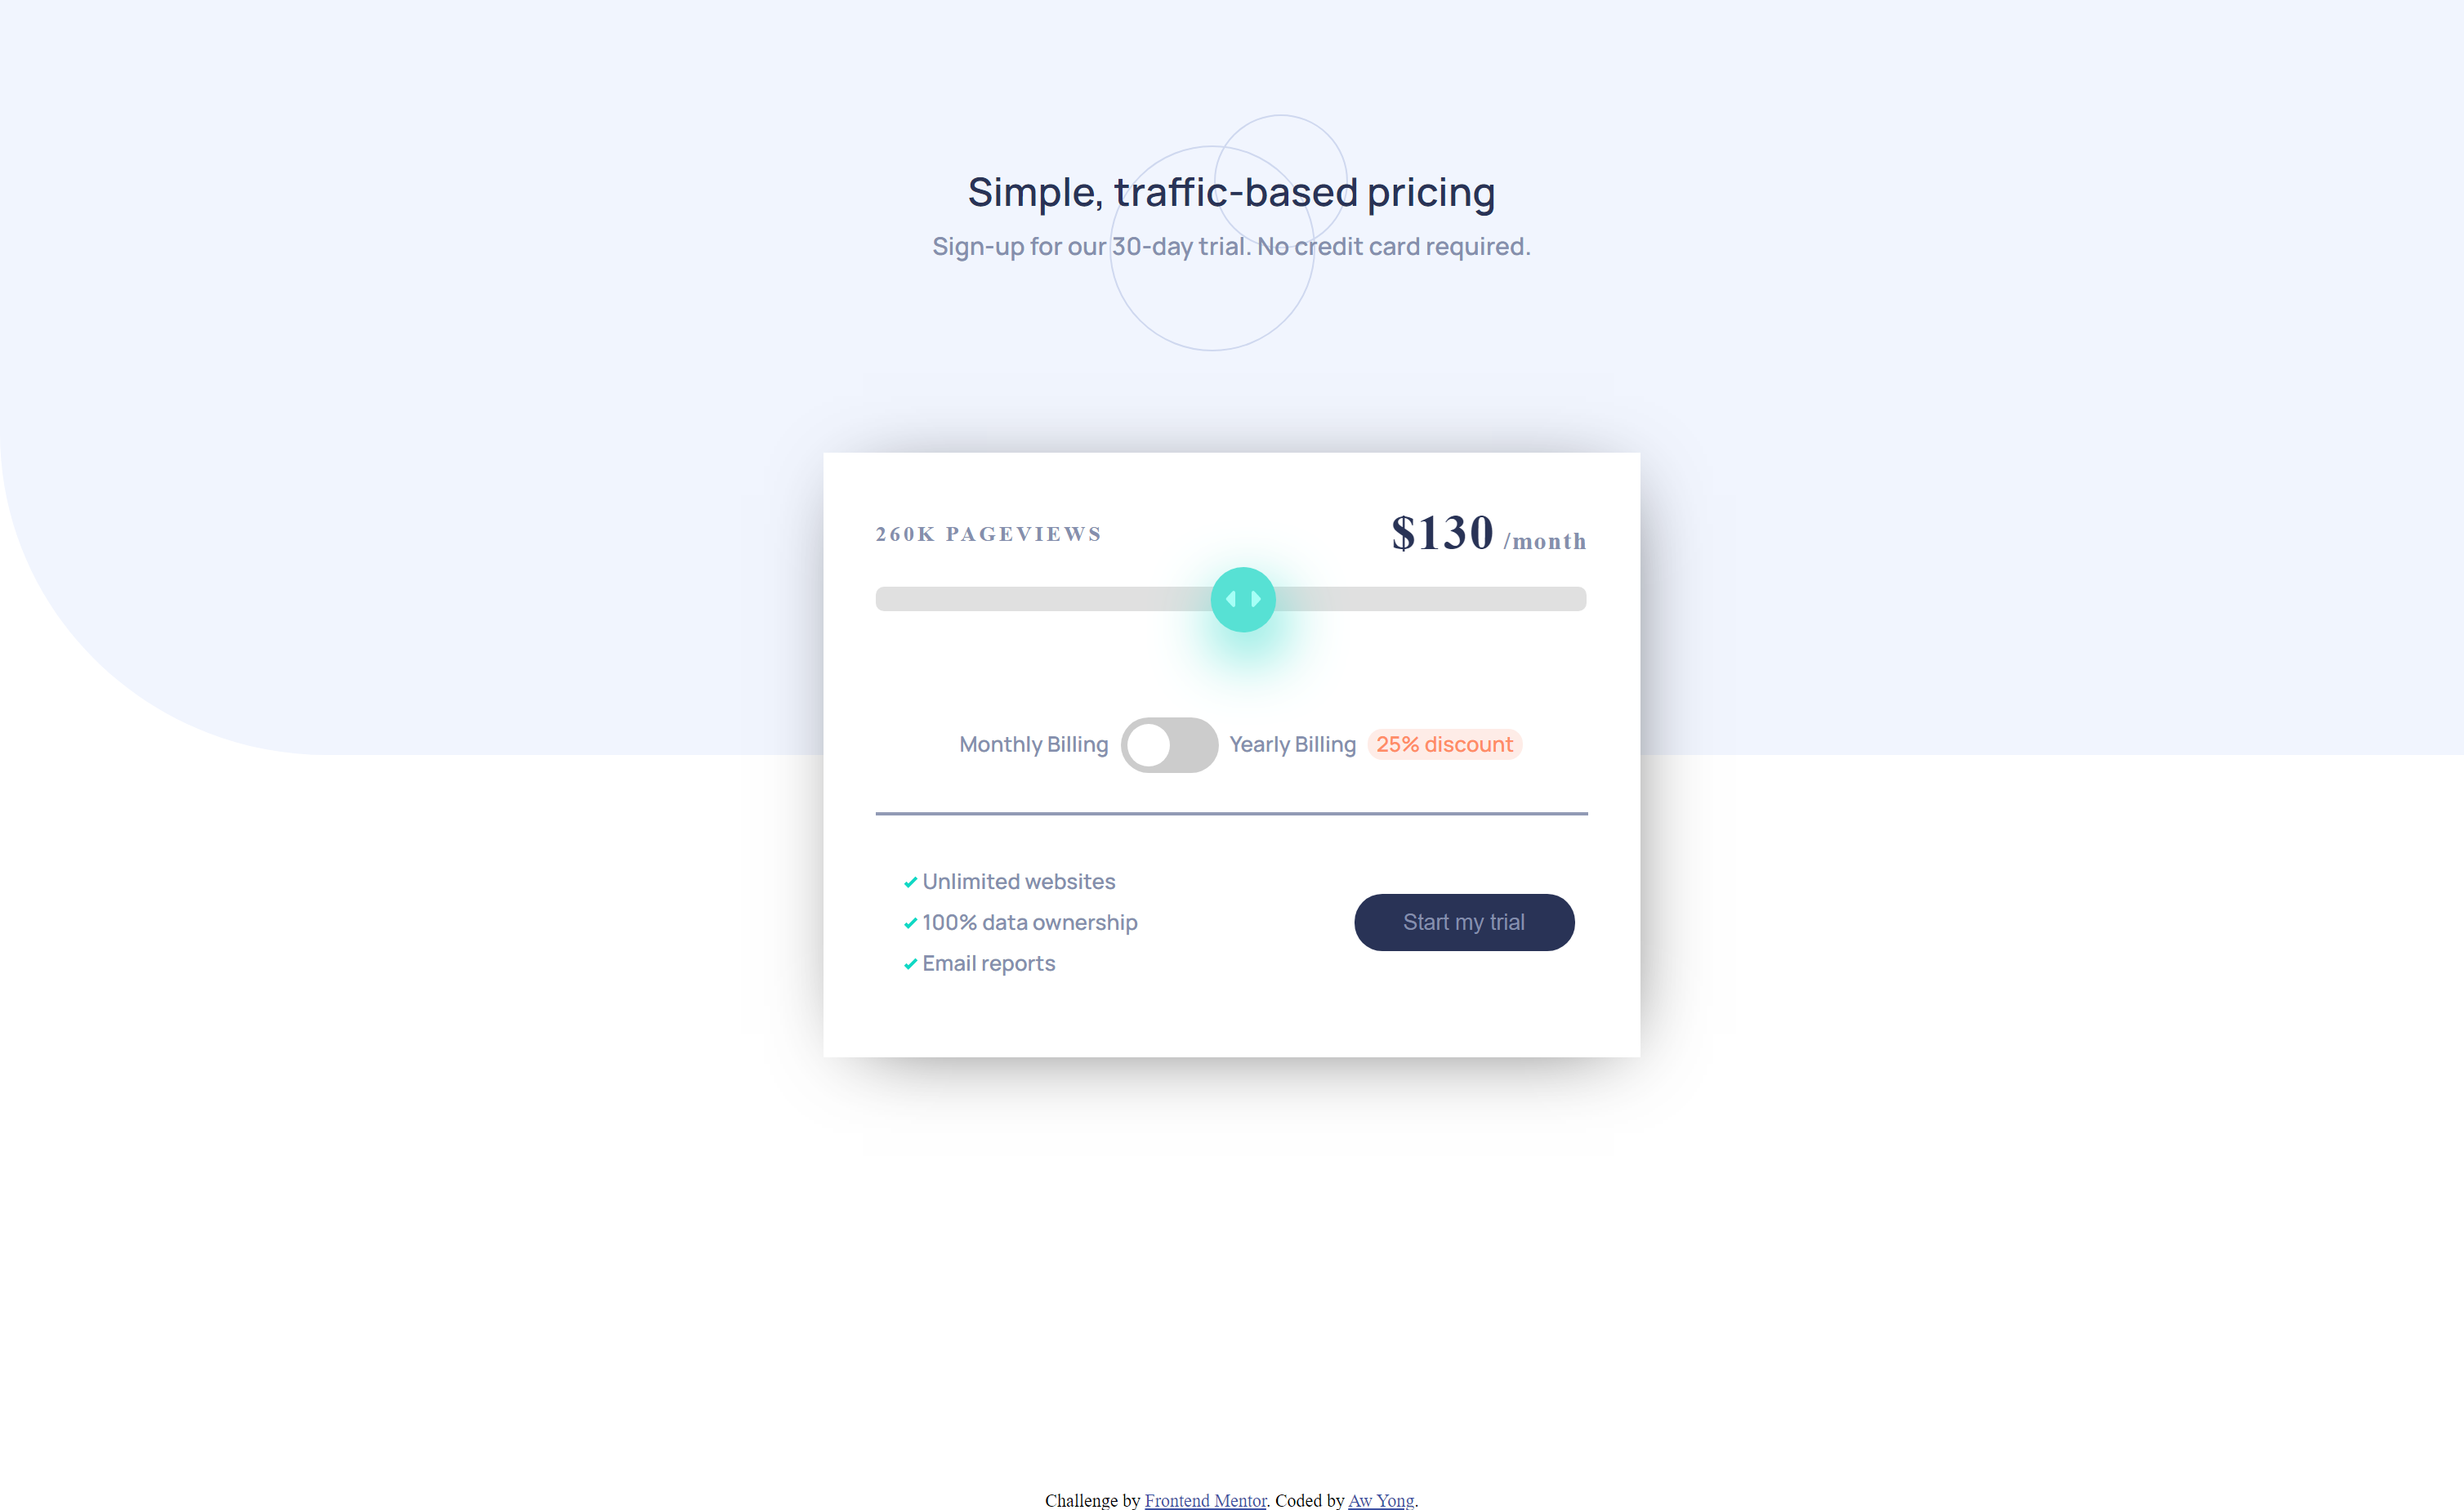 Simple, traffic-based pricing
Sign-up for our 30-day trial. No credit card required.
260K PAGEVIEWS
$130 /month
Monthly Billing Yearly Billing 25% discount
Unlimited websites
100% data ownership
Email reports
Start my trial
Challenge by Frontend Mentor. Coded by Aw Yong.